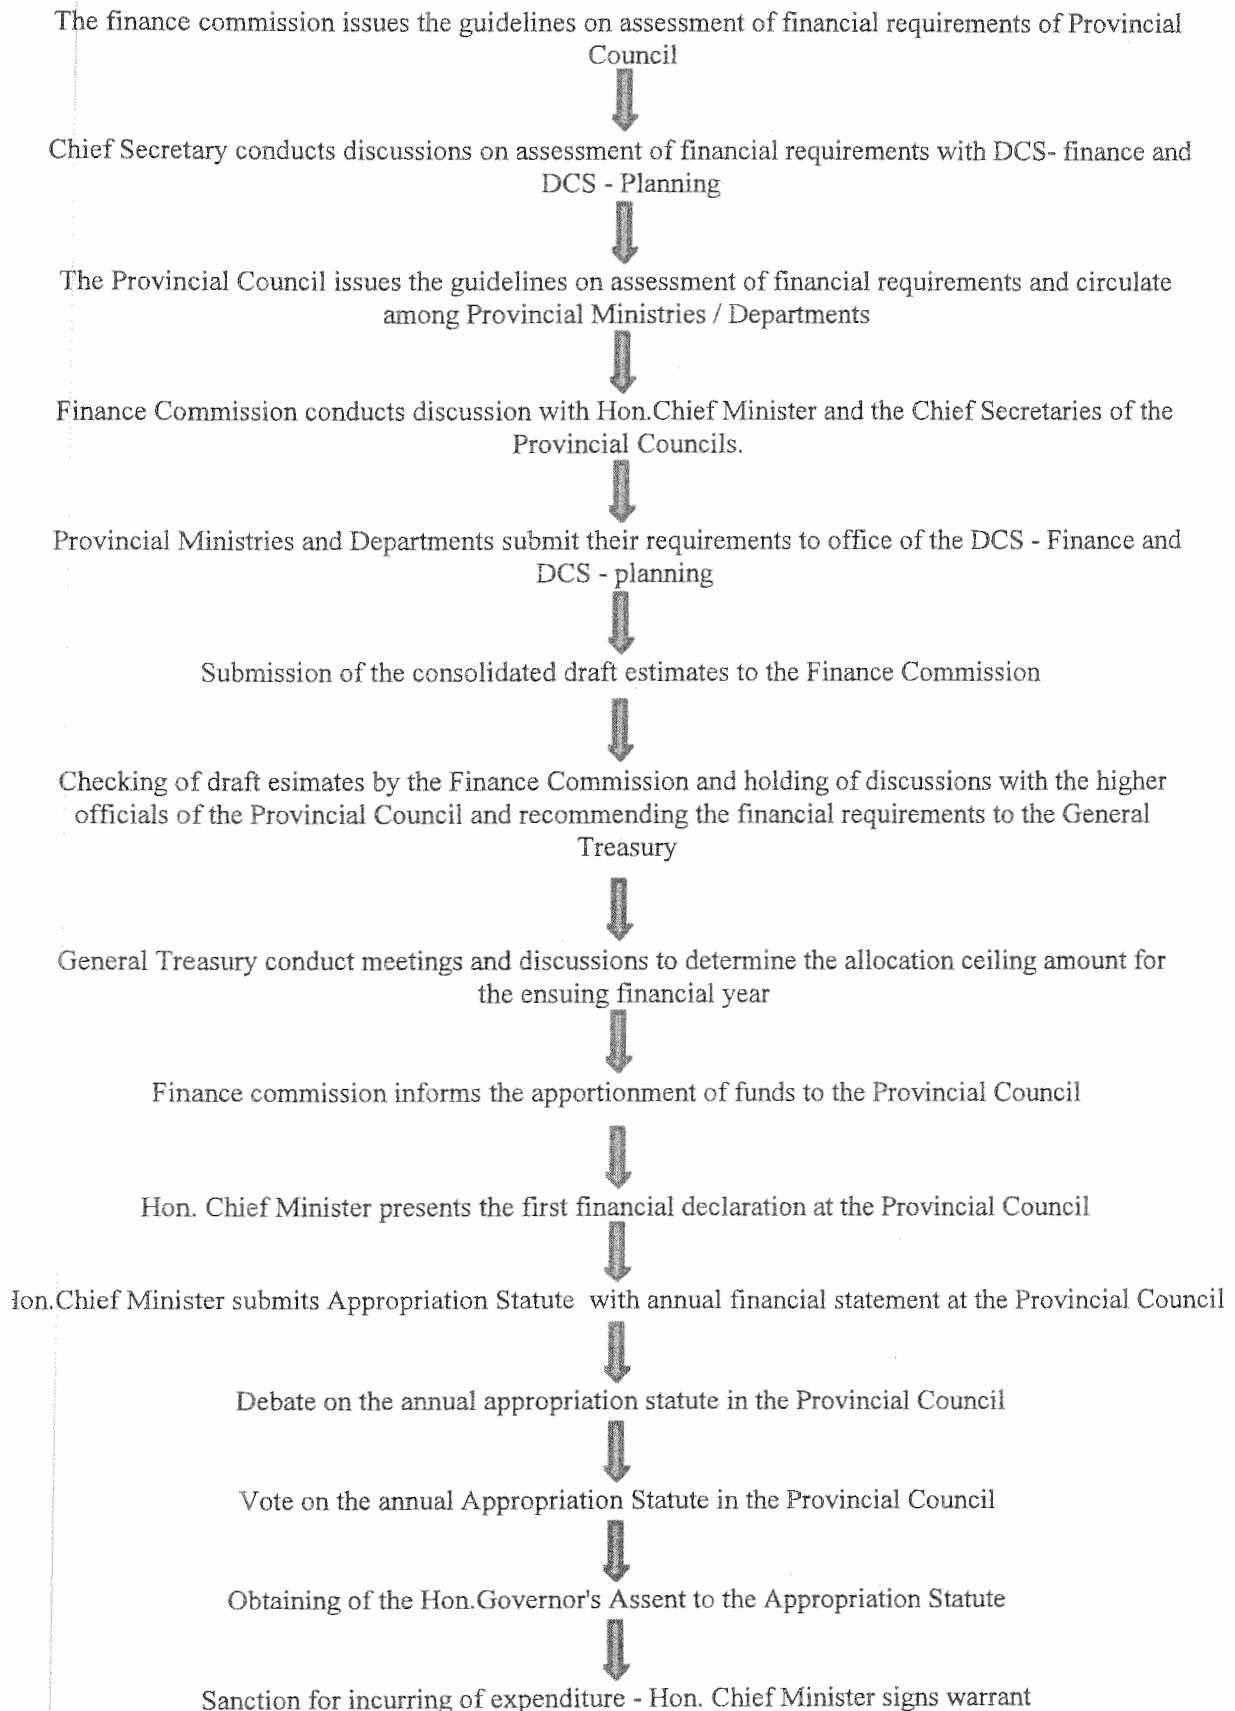 The finance commission issues the guidelines on assessment of financial requirements of Provincial
Council
Chief Secretary conducts discussions on assessment of financial requirements with DCS- finance and
DCS - Planning
The Provincial Council issues the guidelines on assessment of financial requirements and circulate
among Provincial Ministries / Departments
Finance Commission conducts discussion with Hon.Chief Minister and the Chief Secretaries of the
Provincial Councils.
Provincial Ministries and Departments submit their requirements to office of the DCS - Finance and
DCS - planning
Submission of the consolidated draft estimates to the Finance Commission
Checking of draft esimates by the Finance Commission and holding of discussions with the higher
officials of the Provincial Council and recommending the financial requirements to the General
Treasury
General Treasury conduct meetings and discussions to determine the allocation ceiling amount for
the ensuing financial year
Finance commission informs the apportionment of funds to the Provincial Council
Hon. Chief Minister presents the first financial declaration at the Provincial Council
Ion.Chief Minister submits Appropriation Statute with annual financial statement at the Provincial Council
Debate on the annual appropriation statute in the Provincial Council
Vote on the annual Appropriation Statute in the Provincial Council
Obtaining of the Hon.Governor's Assent to the Appropriation Statute
Sanction for incurring of expenditure - Hon. Chief Minister signs warrant